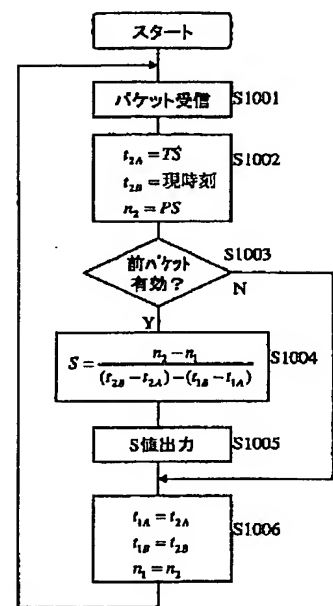 スタート
パケット受信
S1001
t₂A = TS
t₂B = 現時刻
n₂ = PS
S1002
前パケット
有効?
S1003
N
Y
S = (n₂ − n₁) / ((t₂B − t₂A) − (t₁B − t₁A))
S1004
S値出力
S1005
t₁A = t₂A
t₁B = t₂B
n₁ = n₂
S1006